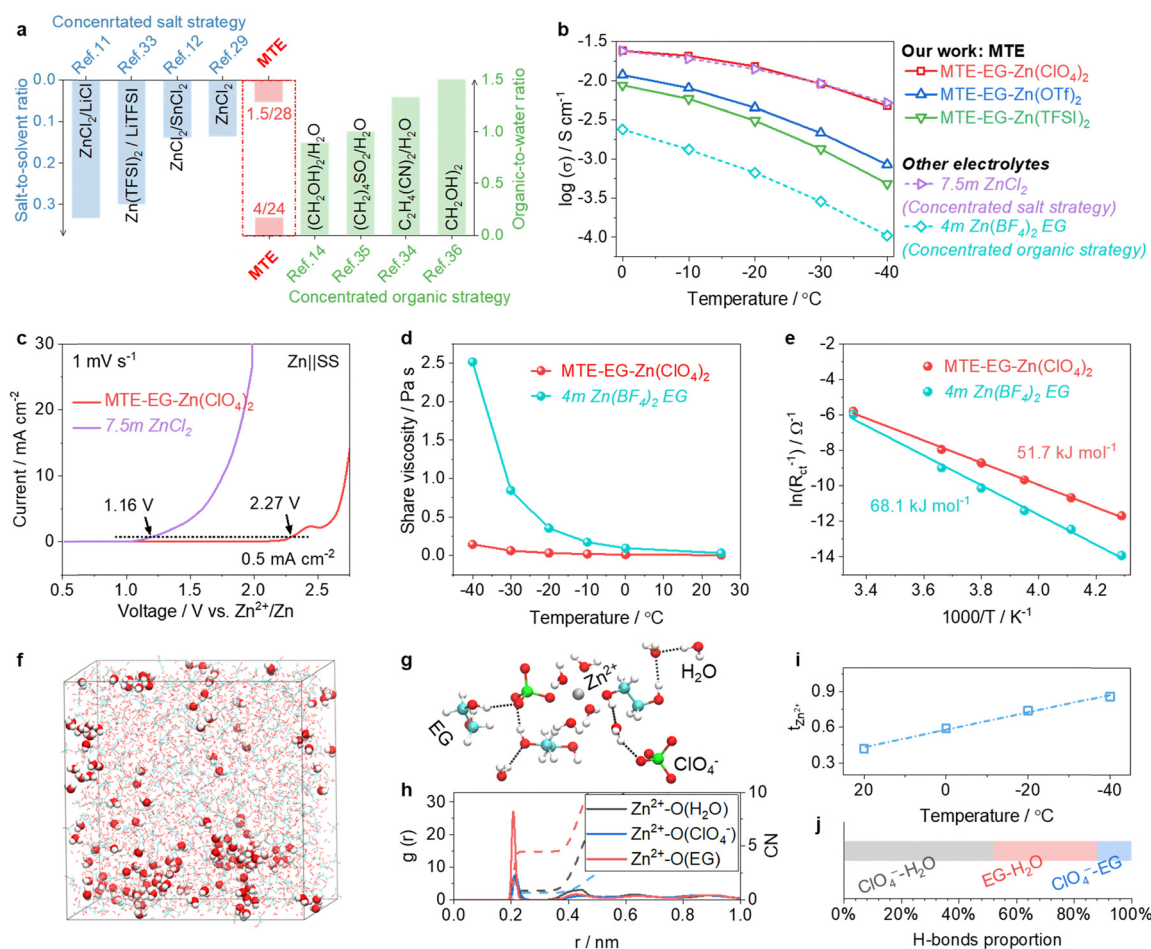 a
Concenrtated salt strategy
Ref.11
Ref.33
Ref.12
Ref.29
MTE
Salt-to-solvent ratio
0.0
0.1
0.2
0.3
ZnCl2/LiCl
Zn(TFSI)2 / LiTFSI
ZnCl2/SnCl2
ZnCl2
1.5/28
4/24
(CH2OH)2/H2O
(CH2)4SO2/H2O
C2H4(CN)2/H2O
CH2OH)2
1.5
1.0
0.5
0.0
Organic-to-water ratio
MTE
Ref.14
Ref.35
Ref.34
Ref.36
Concentrated organic strategy
b
log (σ) / S cm-1
-1.5
-2.0
-2.5
-3.0
-3.5
-4.0
0
-10
-20
-30
-40
Temperature / °C
Our work: MTE
MTE-EG-Zn(ClO4)2
MTE-EG-Zn(OTf)2
MTE-EG-Zn(TFSI)2
Other electrolytes
7.5m ZnCl2
(Concentrated salt strategy)
4m Zn(BF4)2 EG
(Concentrated organic strategy)
c
1 mV s-1
Zn||SS
MTE-EG-Zn(ClO4)2
7.5m ZnCl2
1.16 V
2.27 V
0.5 mA cm-2
Current / mA cm-2
30
20
10
0
0.5
1.0
1.5
2.0
2.5
Voltage / V vs. Zn2+/Zn
d
MTE-EG-Zn(ClO4)2
4m Zn(BF4)2 EG
Share viscosity / Pa s
2.5
2.0
1.5
1.0
0.5
0.0
-40
-30
-20
-10
0
10
20
30
Temperature / °C
e
MTE-EG-Zn(ClO4)2
4m Zn(BF4)2 EG
51.7 kJ mol-1
68.1 kJ mol-1
ln(Rct-1) / Ω-1
-2
-4
-6
-8
-10
-12
-14
3.4
3.6
3.8
4.0
4.2
1000/T / K-1
f
g
Zn2+
H2O
EG
ClO4-
h
Zn2+-O(H2O)
Zn2+-O(ClO4-)
Zn2+-O(EG)
g (r)
30
20
10
0
10
5
0
CN
0.0
0.2
0.4
0.6
0.8
1.0
r / nm
i
tZn2+
0.9
0.6
0.3
20
0
-20
-40
Temperature / °C
j
ClO4--H2O
EG-H2O
ClO4--EG
0%
20%
40%
60%
80%
100%
H-bonds proportion